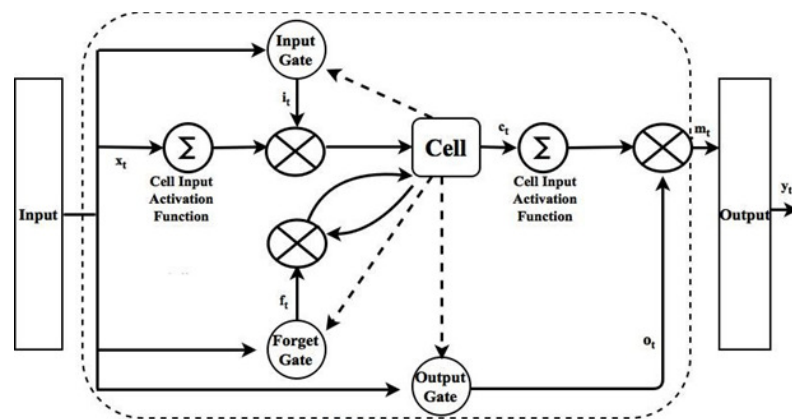 Input
Gate
i_t
x_t
Σ
Cell Input
Activation
Function
Cell
c_t
Σ
Cell Input
Activation
Function
m_t
y_t
Input
Output
f_t
Forget
Gate
o_t
Output
Gate